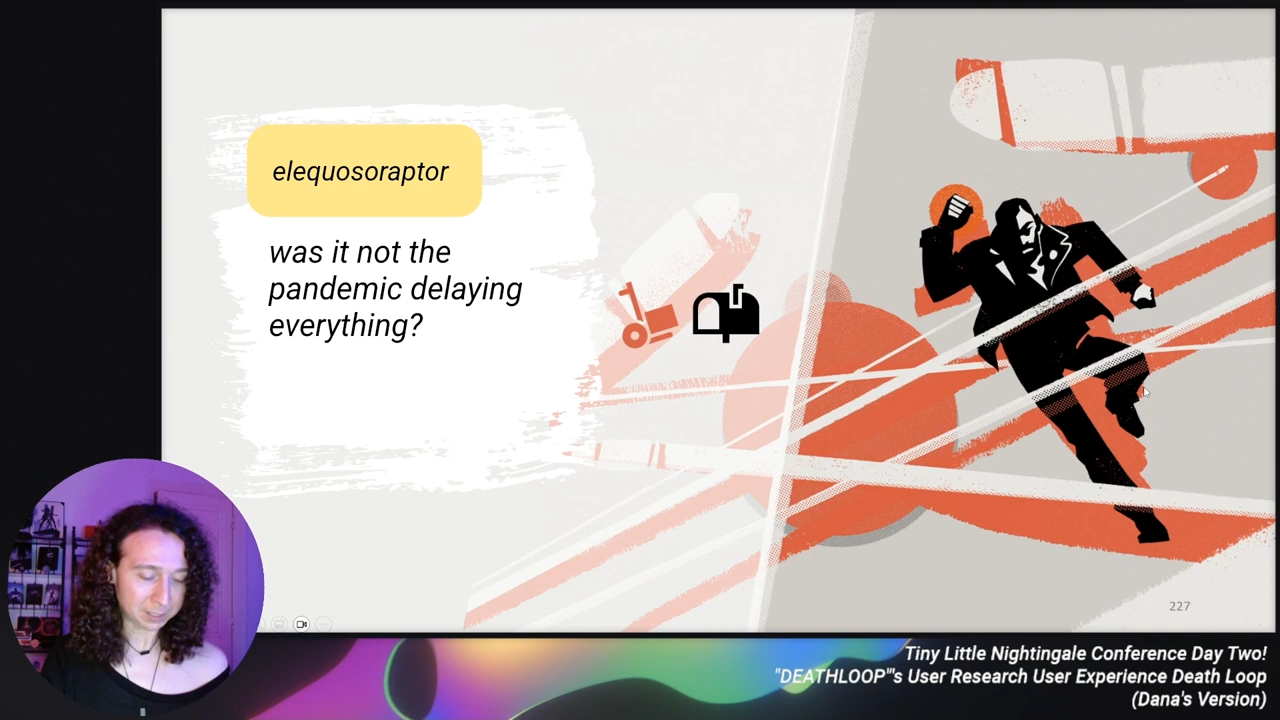 elequosoraptor
was it not the
pandemic delaying
everything?
227
Tiny Little Nightingale Conference Day Two!
"DEATHLOOP"'s User Research User Experience Death Loop
(Dana's Version)